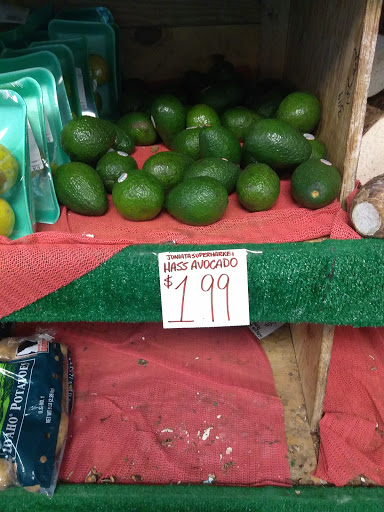 JUNIATA SUPERMARKET
HASS AVOCADO
$1.99
IDAHO® POTATOES